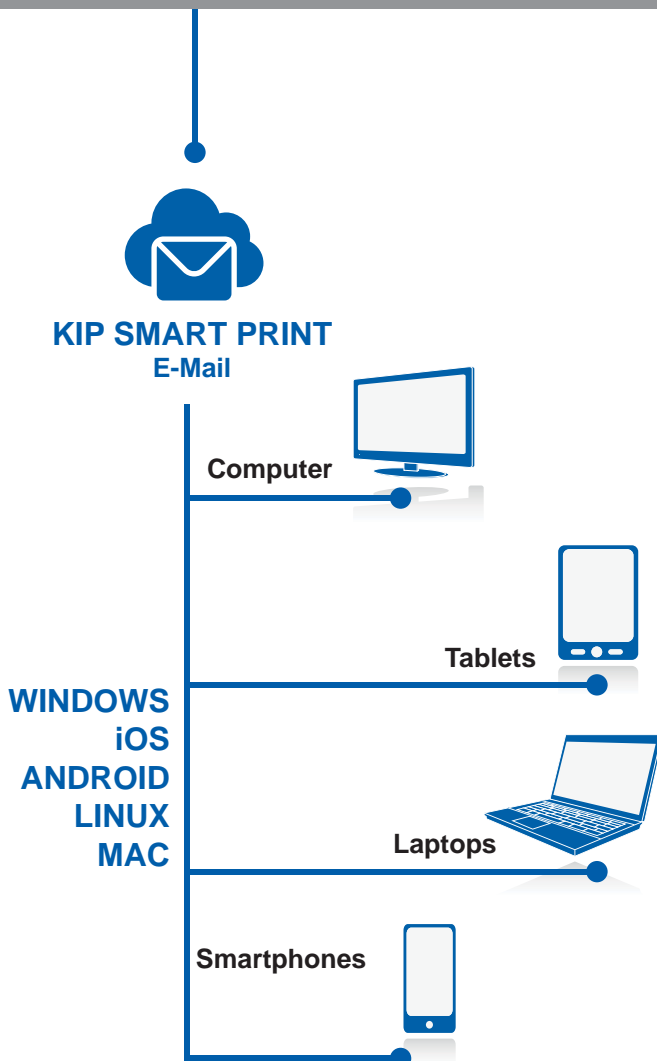 KIP SMART PRINT
E-Mail
Computer
Tablets
WINDOWS
iOS
ANDROID
LINUX
MAC
Laptops
Smartphones